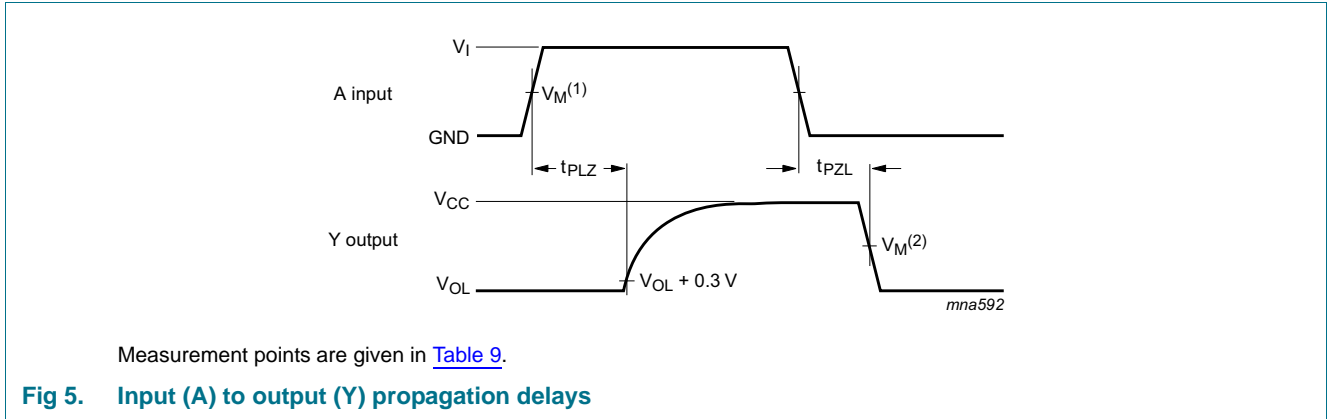 VI
A input
VM(1)
GND
tPLZ
tPZL
VCC
Y output
VM(2)
VOL
VOL + 0.3 V
mna592
Measurement points are given in Table 9.
Fig 5. Input (A) to output (Y) propagation delays